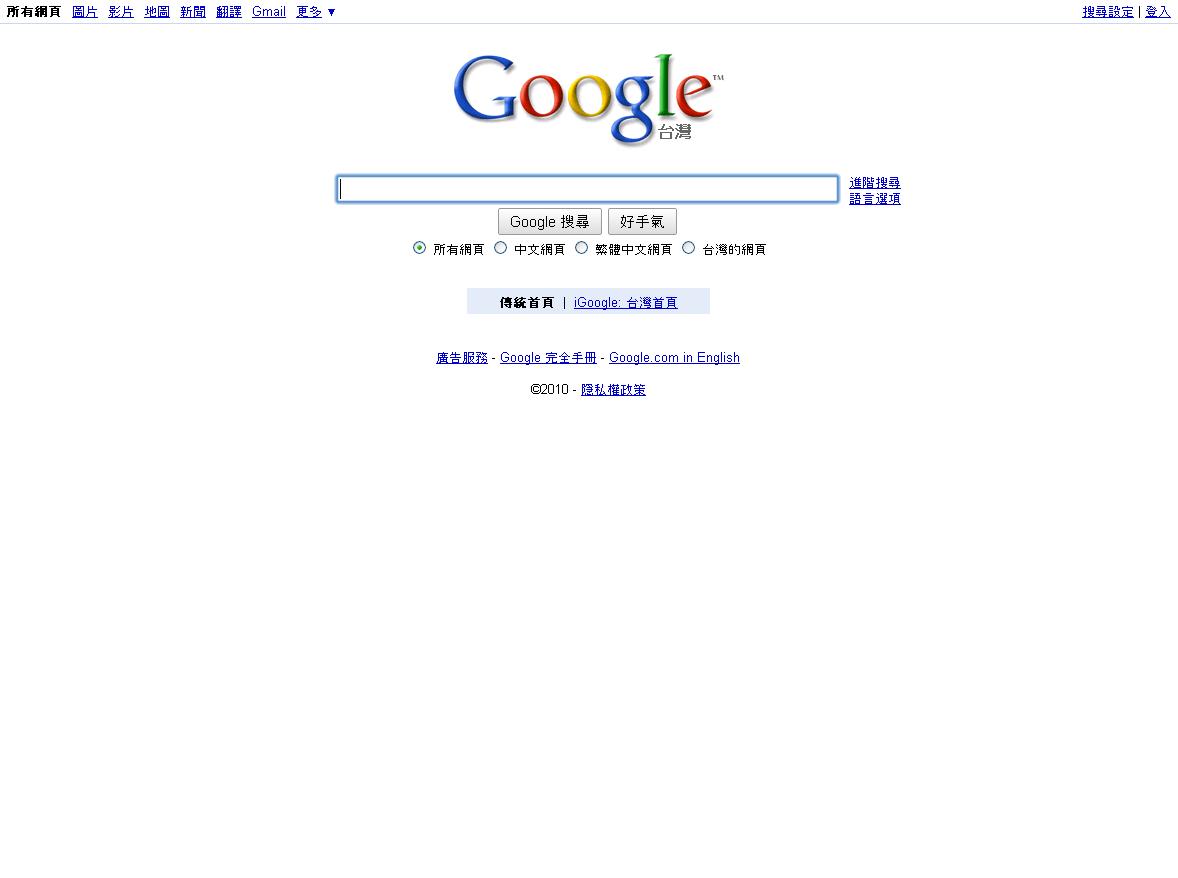 所有網頁 圖片 影片 地圖 新聞 翻譯 Gmail 更多 ▼ 搜尋設定 | 登入
Google™
台灣
進階搜尋
語言選項
Google 搜尋 好手氣
所有網頁 中文網頁 繁體中文網頁 台灣的網頁
傳統首頁 | iGoogle: 台灣首頁
廣告服務 - Google 完全手冊 - Google.com in English
©2010 - 隱私權政策